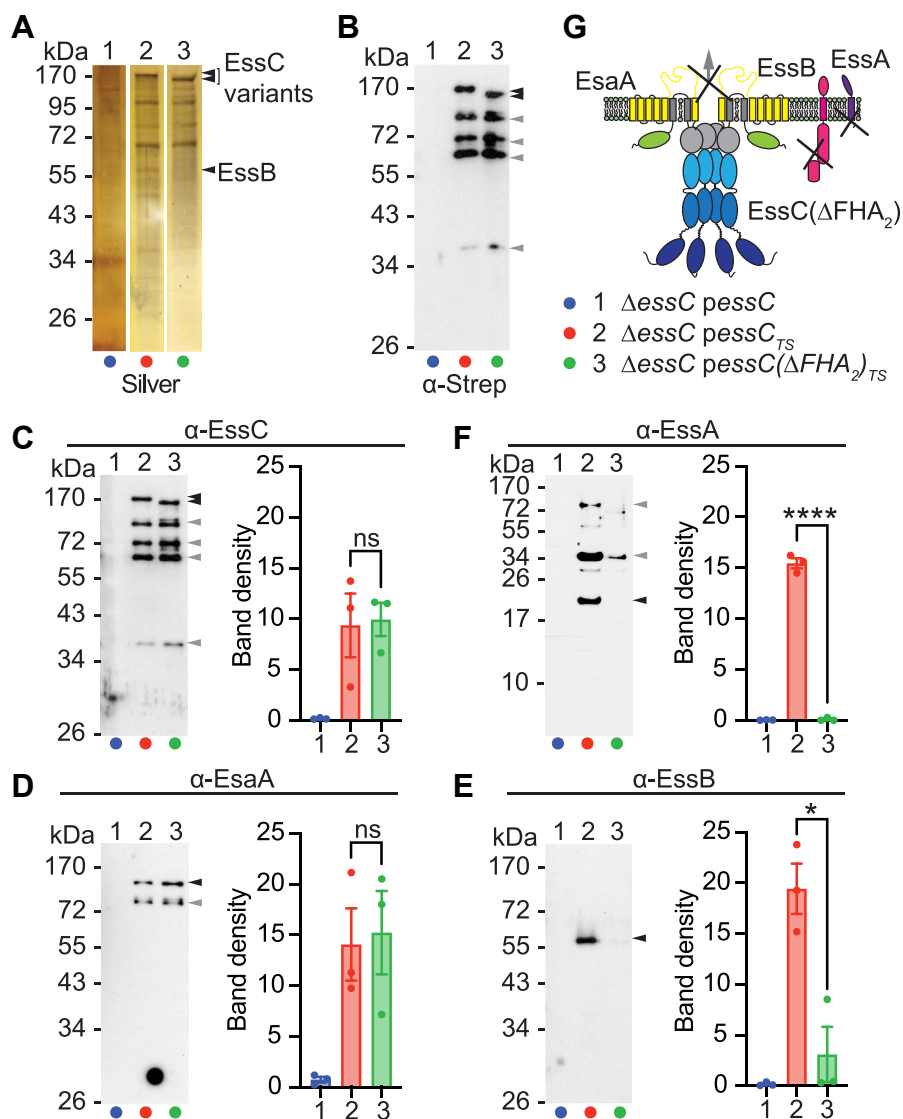 A
kDa 1 2 3
170
95
72
55
43
34
26
EssC
variants
EssB
Silver
B
kDa 1 2 3
170
72
55
43
34
26
α-Strep
G
EsaA
EssB
EssA
EssC(ΔFHA2)
1 ΔessC pessC
2 ΔessC pessCTS
3 ΔessC pessC(ΔFHA2)TS
C
α-EssC
kDa 1 2 3
170
72
55
43
34
26
Band density
25
20
15
10
5
0
ns
1 2 3
F
α-EssA
kDa 1 2 3
170
72
55
34
26
17
10
Band density
25
20
15
10
5
0
****
1 2 3
D
α-EsaA
kDa 1 2 3
170
72
55
43
34
26
Band density
25
20
15
10
5
0
ns
1 2 3
E
α-EssB
kDa 1 2 3
170
72
55
43
34
26
Band density
25
20
15
10
5
0
*
1 2 3